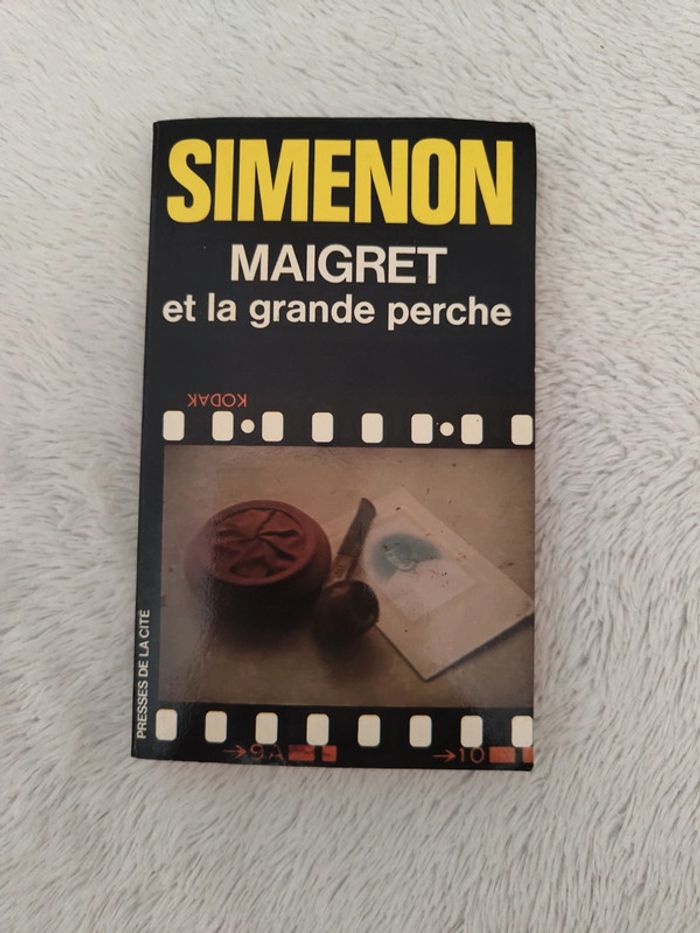 SIMENON
MAIGRET
et la grande perche
KODAK
PRESSES DE LA CITÉ
→9A
→10